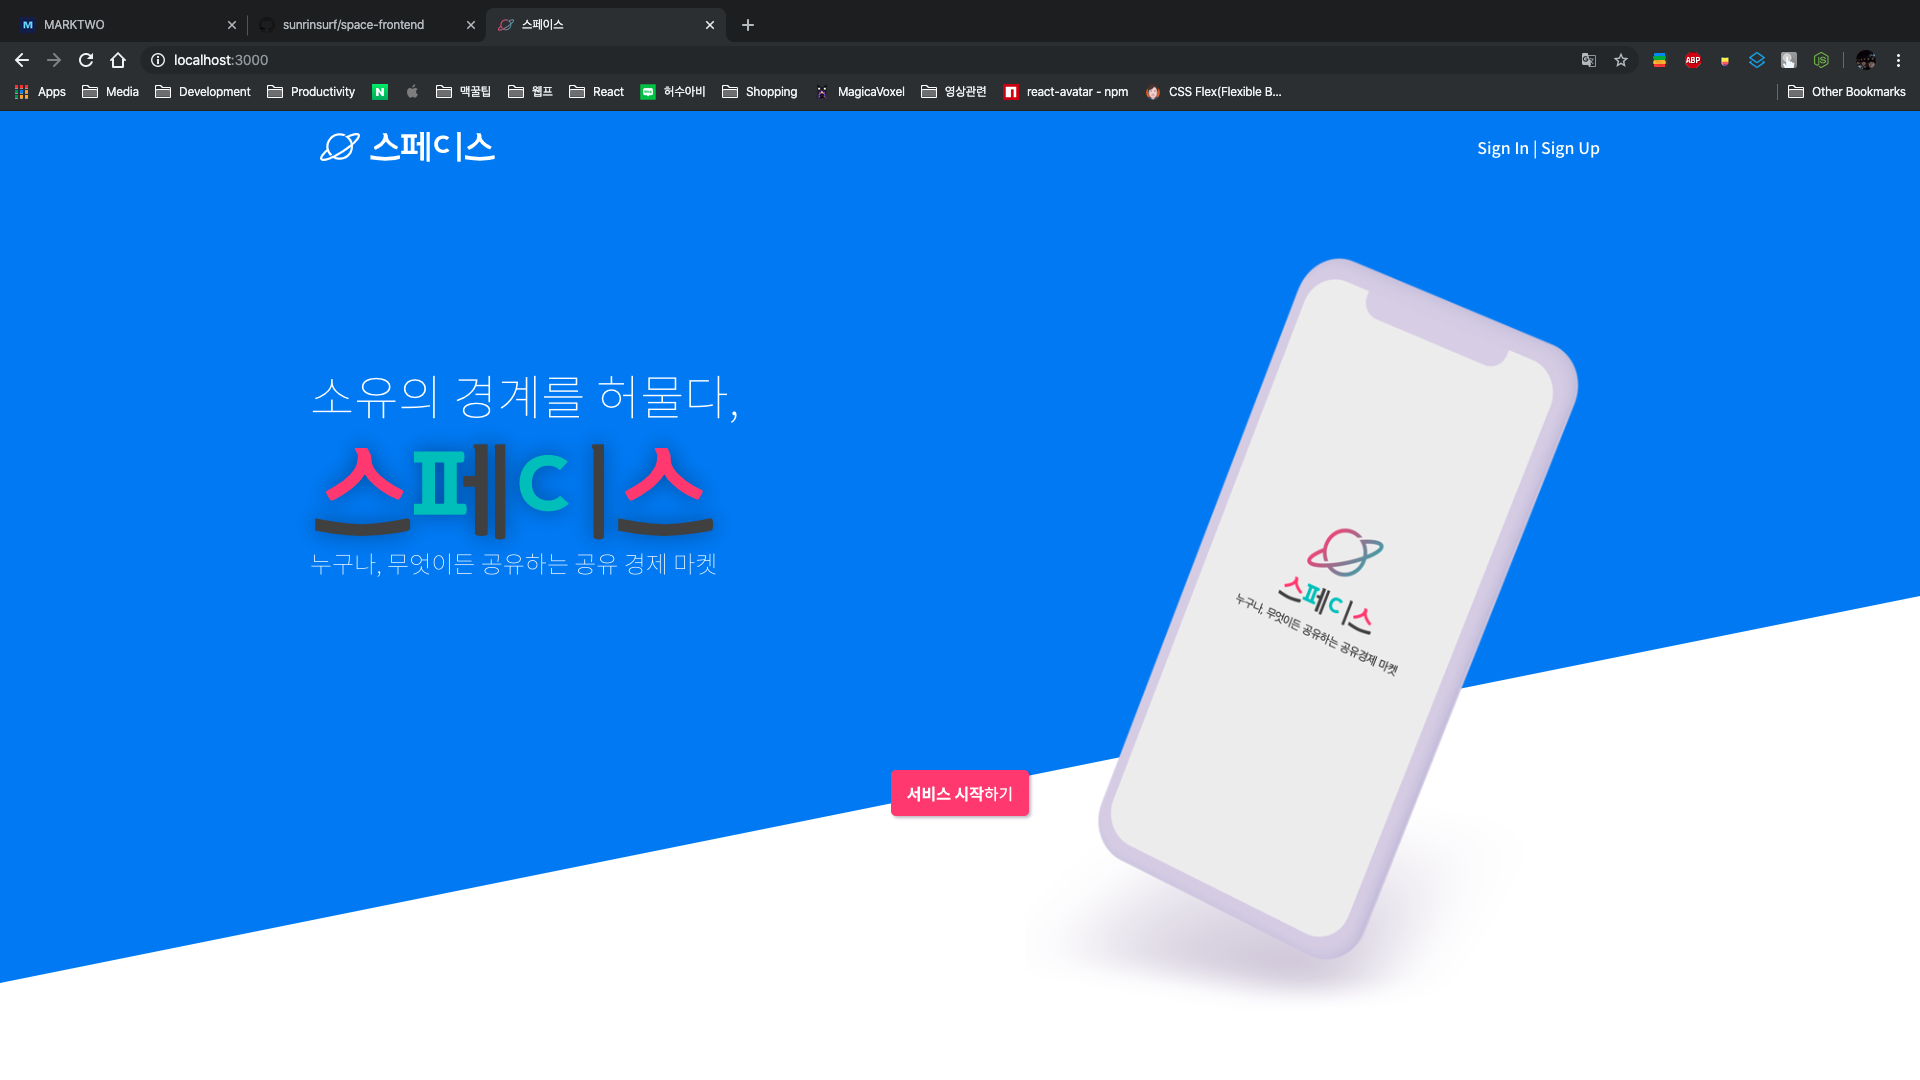 MARKTWO
sunrinsurf/space-frontend
스페이스
localhost:3000
ABP
Apps
Media
Development
Productivity
N
맥꿀팁
웹프
React
허수아비
Shopping
MagicaVoxel
영상관련
react-avatar - npm
CSS Flex(Flexible B...
Other Bookmarks
스페이스
Sign In | Sign Up
소유의 경계를 허물다,
스페이스
누구나, 무엇이든 공유하는 공유 경제 마켓
스페이스
누구나, 무엇이든 공유하는 공유경제 마켓
서비스 시작하기